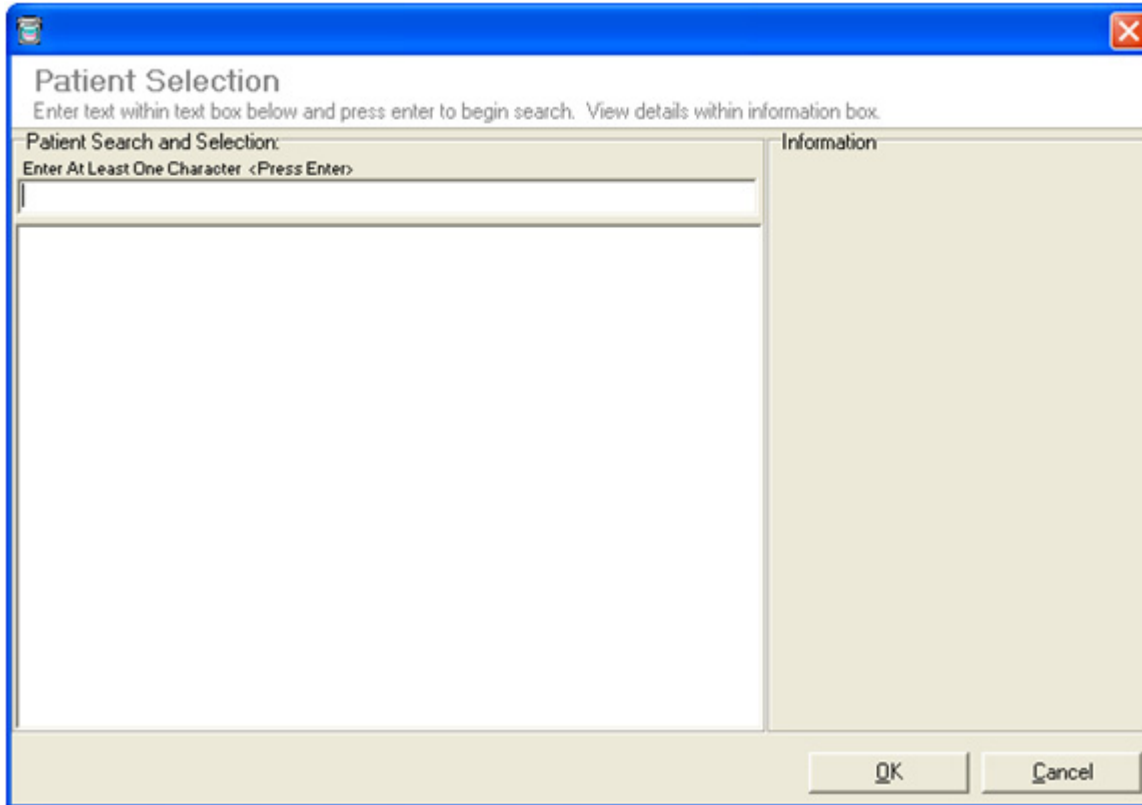 Patient Selection
Enter text within text box below and press enter to begin search. View details within information box.
Patient Search and Selection:
Information
Enter At Least One Character <Press Enter>
OK
Cancel